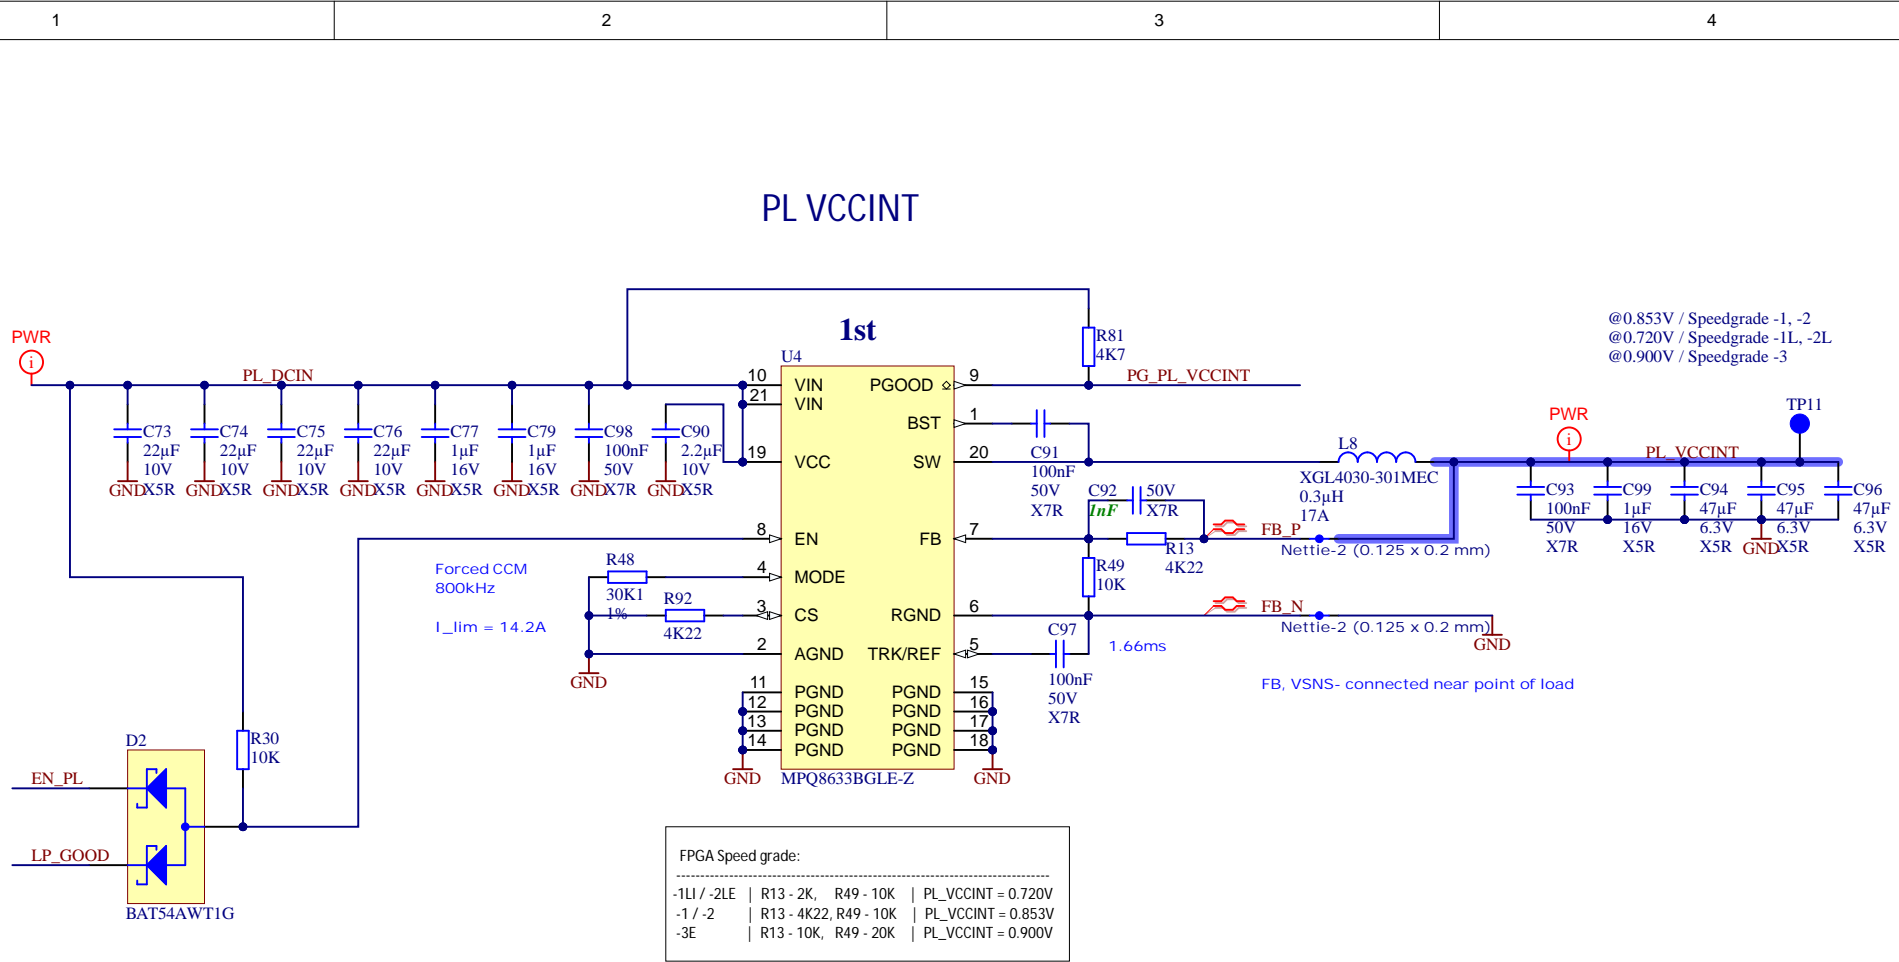 1 2 3 4
PL VCCINT
1st
PWR
i
PL_DCIN
C73
22µF
10V
X5R
GND
C74
22µF
10V
X5R
GND
C75
22µF
10V
X5R
GND
C76
22µF
10V
X5R
GND
C77
1µF
16V
X5R
GND
C79
1µF
16V
X5R
GND
C98
100nF
50V
X7R
GND
C90
2.2µF
10V
X5R
GND
U4
10 VIN
21 VIN
19 VCC
8 EN
4 MODE
3 CS
2 AGND
11 PGND
12 PGND
13 PGND
14 PGND
GND
PGOOD 9
BST 1
SW 20
FB 7
RGND 6
TRK/REF 5
PGND 15
PGND 16
PGND 17
PGND 18
GND
MPQ8633BGLE-Z
R81
4K7
PG_PL_VCCINT
C91
100nF
50V
X7R
C92
1nF
50V
X7R
R13
4K22
R49
10K
C97
100nF
50V
X7R
1.66ms
FB_P
Nettie-2 (0.125 x 0.2 mm)
FB_N
Nettie-2 (0.125 x 0.2 mm)
GND
FB, VSNS- connected near point of load
L8
XGL4030-301MEC
0.3µH
17A
@0.853V / Speedgrade -1, -2
@0.720V / Speedgrade -1L, -2L
@0.900V / Speedgrade -3
PWR
i
PL_VCCINT
TP11
C93
100nF
50V
X7R
C99
1µF
16V
X5R
C94
47µF
6.3V
X5R
C95
47µF
6.3V
X5R
GND
C96
47µF
6.3V
X5R
Forced CCM
800kHz
I_lim = 14.2A
R48
30K1
1%
R92
4K22
GND
R30
10K
D2
EN_PL
LP_GOOD
BAT54AWT1G
FPGA Speed grade:
-------------------------------------------------------------------------------------
-1LI / -2LE | R13 - 2K, R49 - 10K | PL_VCCINT = 0.720V
-1 / -2 | R13 - 4K22, R49 - 10K | PL_VCCINT = 0.853V
-3E | R13 - 10K, R49 - 20K | PL_VCCINT = 0.900V